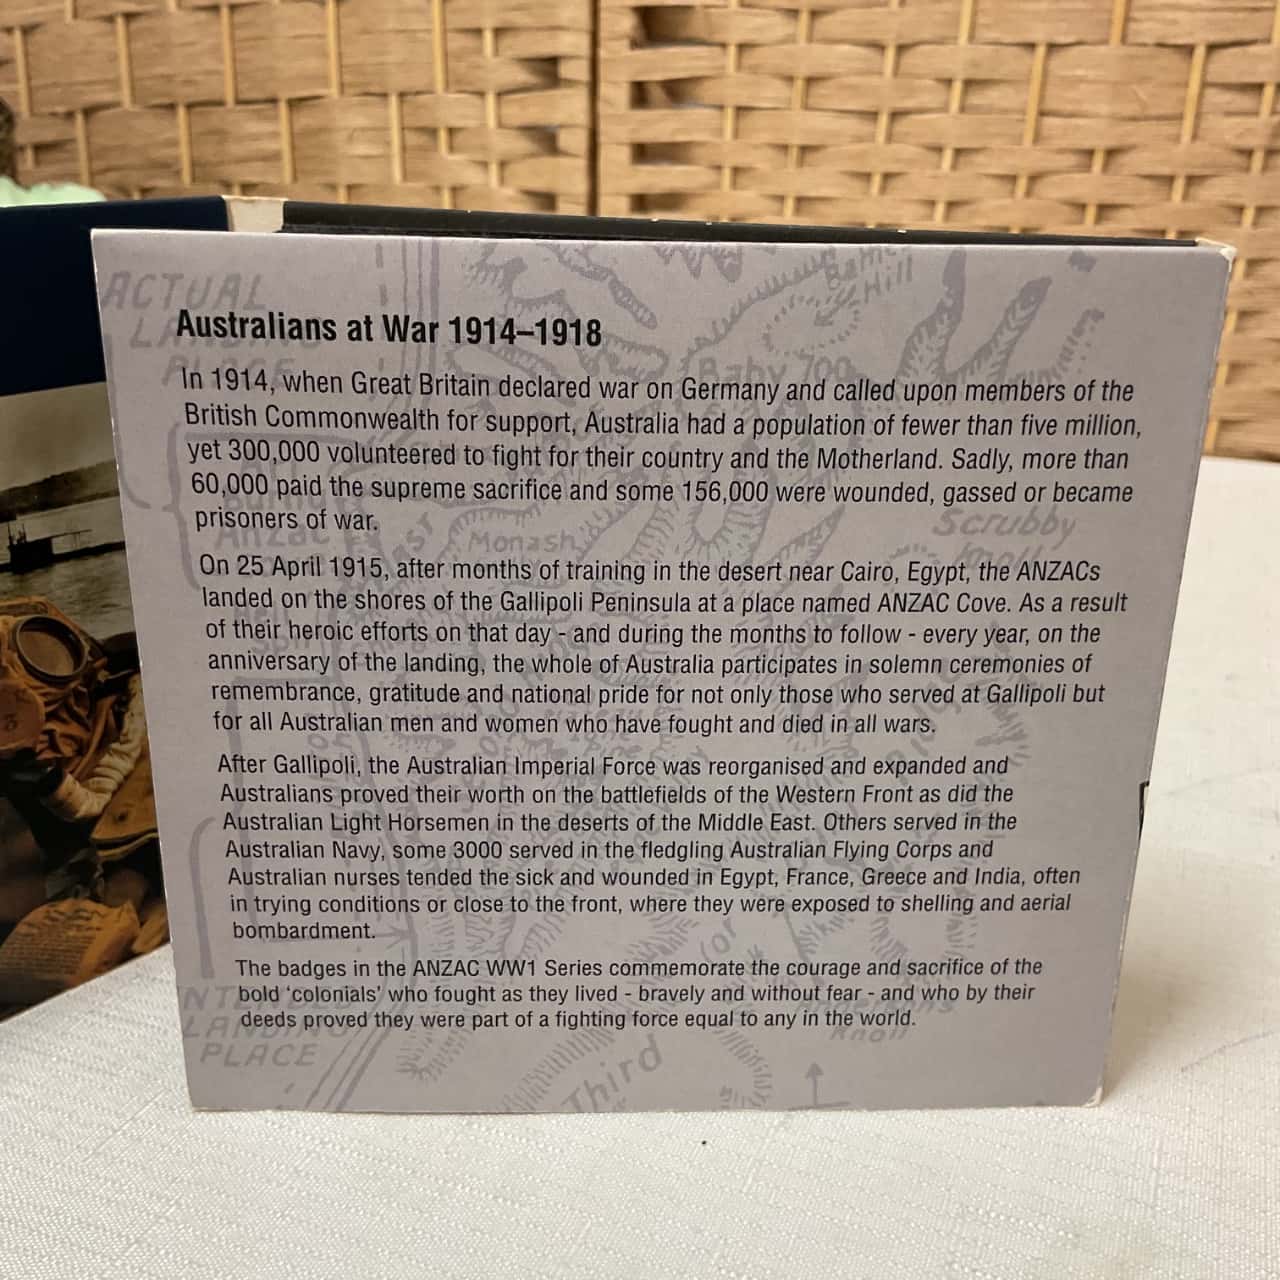 Australians at War 1914–1918
In 1914, when Great Britain declared war on Germany and called upon members of the
British Commonwealth for support, Australia had a population of fewer than five million,
yet 300,000 volunteered to fight for their country and the Motherland. Sadly, more than
60,000 paid the supreme sacrifice and some 156,000 were wounded, gassed or became
prisoners of war.
On 25 April 1915, after months of training in the desert near Cairo, Egypt, the ANZACs
landed on the shores of the Gallipoli Peninsula at a place named ANZAC Cove. As a result
of their heroic efforts on that day - and during the months to follow - every year, on the
anniversary of the landing, the whole of Australia participates in solemn ceremonies of
remembrance, gratitude and national pride for not only those who served at Gallipoli but
for all Australian men and women who have fought and died in all wars.
After Gallipoli, the Australian Imperial Force was reorganised and expanded and
Australians proved their worth on the battlefields of the Western Front as did the
Australian Light Horsemen in the deserts of the Middle East. Others served in the
Australian Navy, some 3000 served in the fledgling Australian Flying Corps and
Australian nurses tended the sick and wounded in Egypt, France, Greece and India, often
in trying conditions or close to the front, where they were exposed to shelling and aerial
bombardment.
The badges in the ANZAC WW1 Series commemorate the courage and sacrifice of the
bold ‘colonials’ who fought as they lived - bravely and without fear - and who by their
deeds proved they were part of a fighting force equal to any in the world.
ACTUAL
PLACE
Hill
Baby 700
Scrubby
Knoll
Monash
Anzac
LANDING
PLACE
Third
Knoll